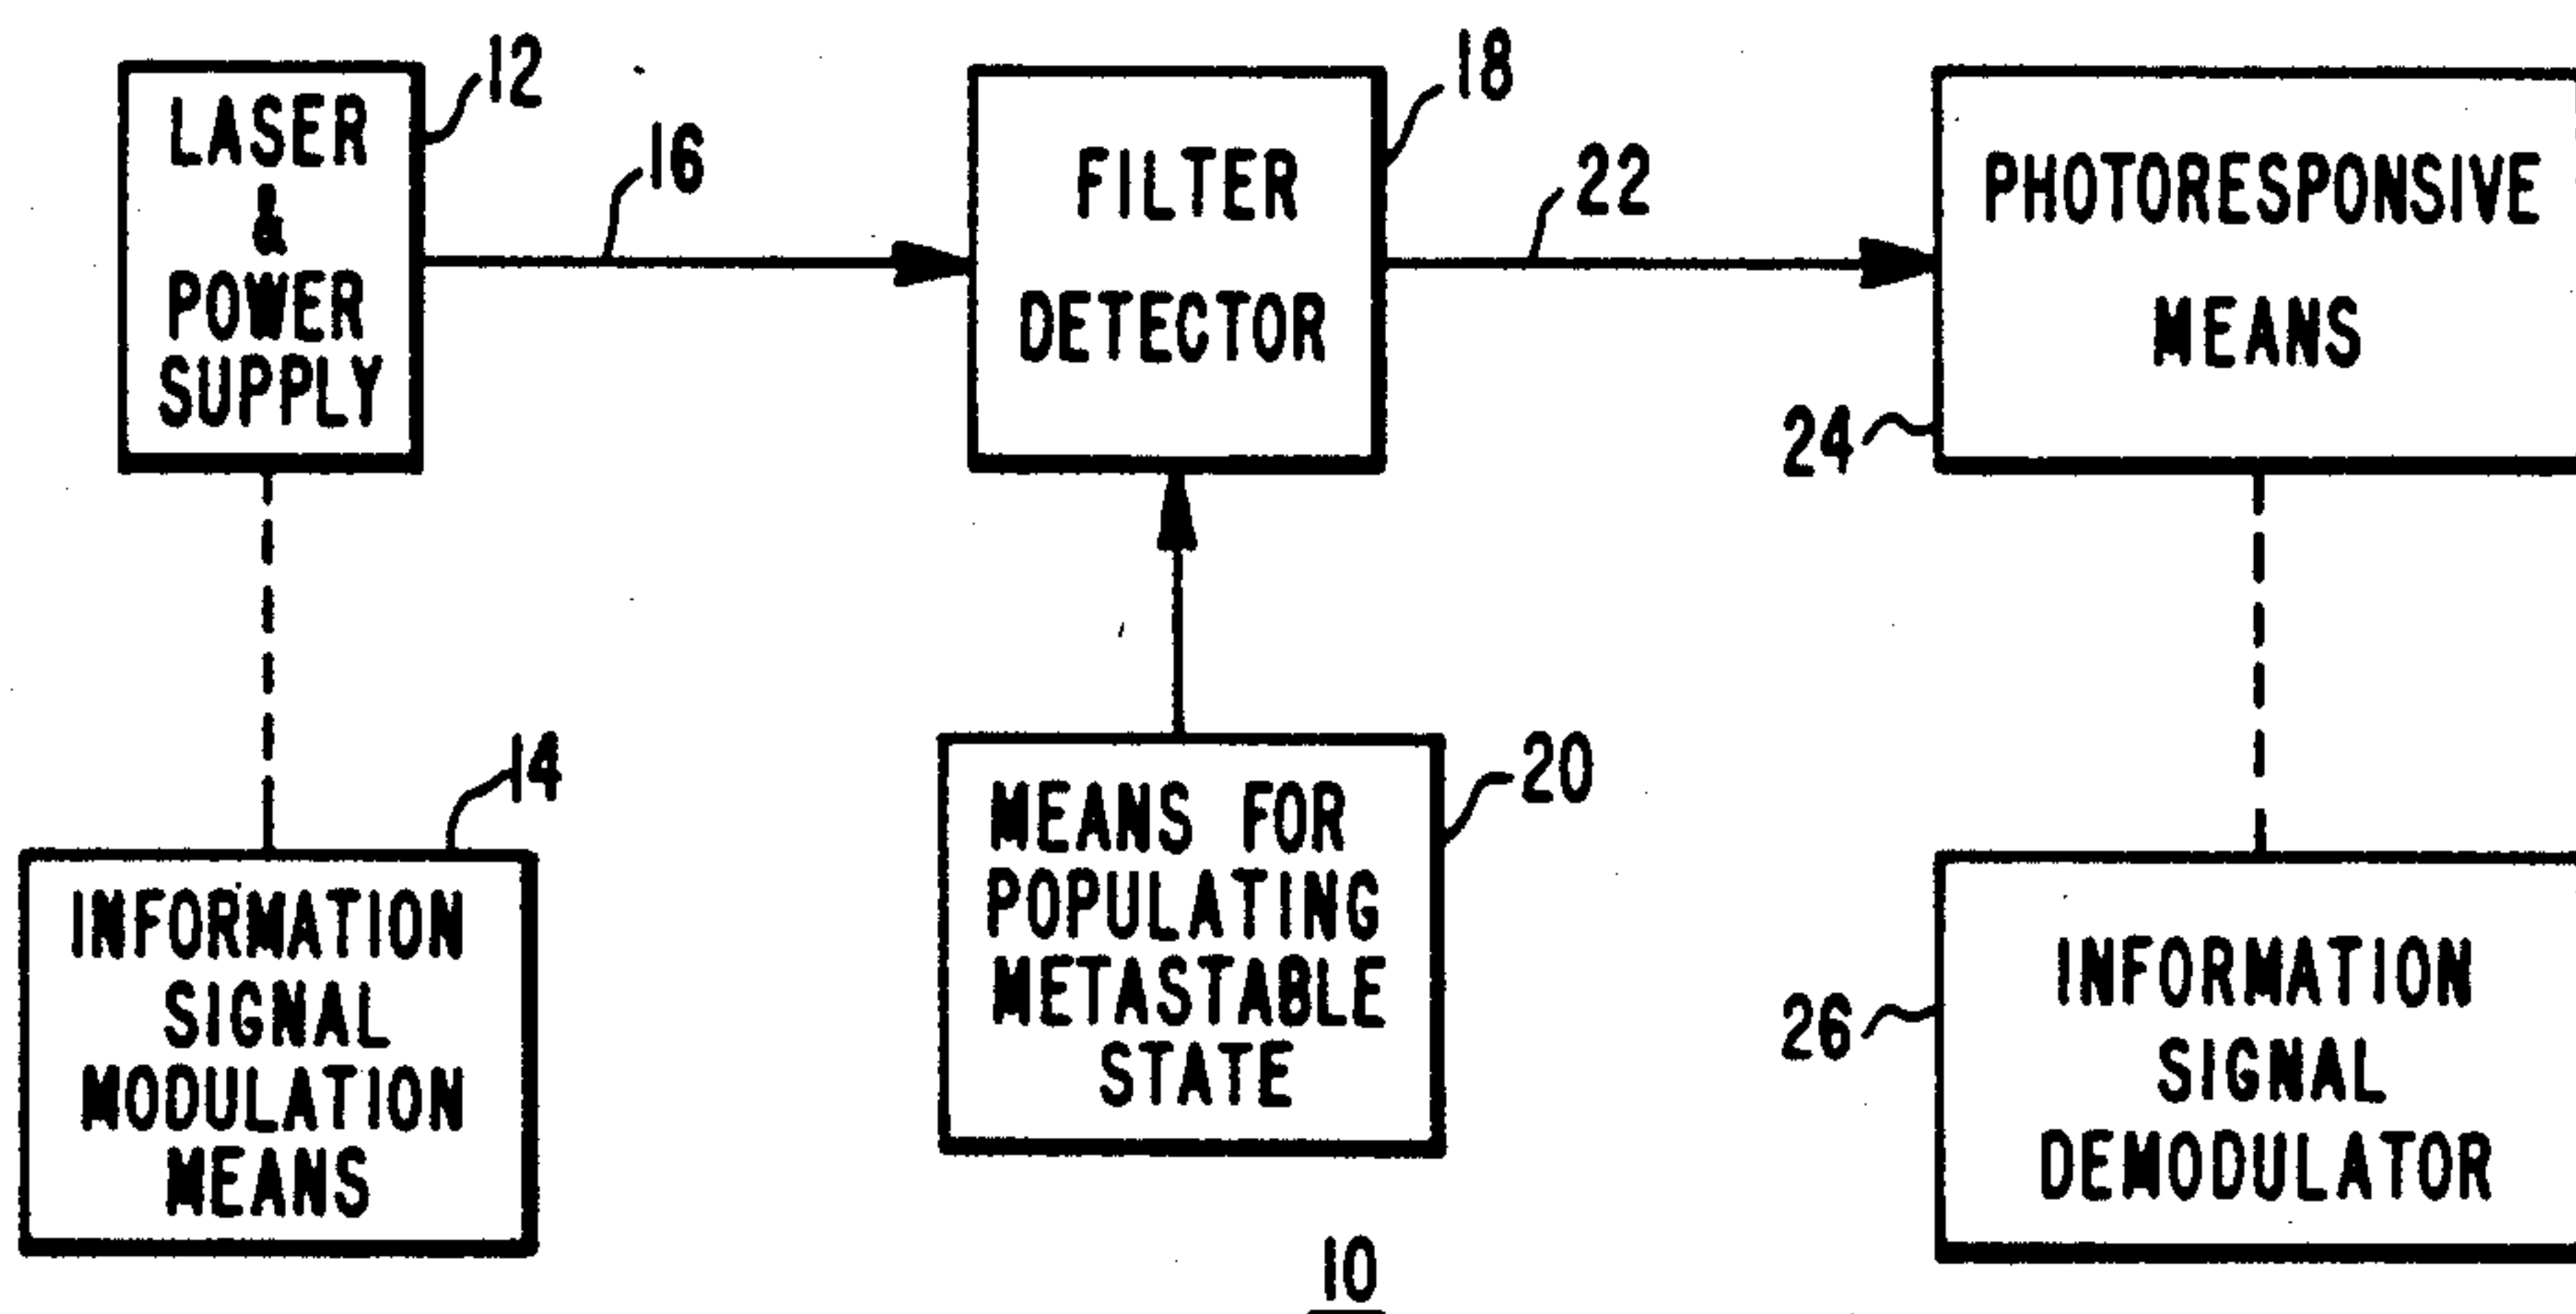 LASER
&
POWER
SUPPLY
12
16
FILTER
DETECTOR
18
22
PHOTORESPONSIVE
MEANS
24
INFORMATION
SIGNAL
MODULATION
MEANS
14
MEANS FOR
POPULATING
METASTABLE
STATE
20
INFORMATION
SIGNAL
DEMODULATOR
26
10